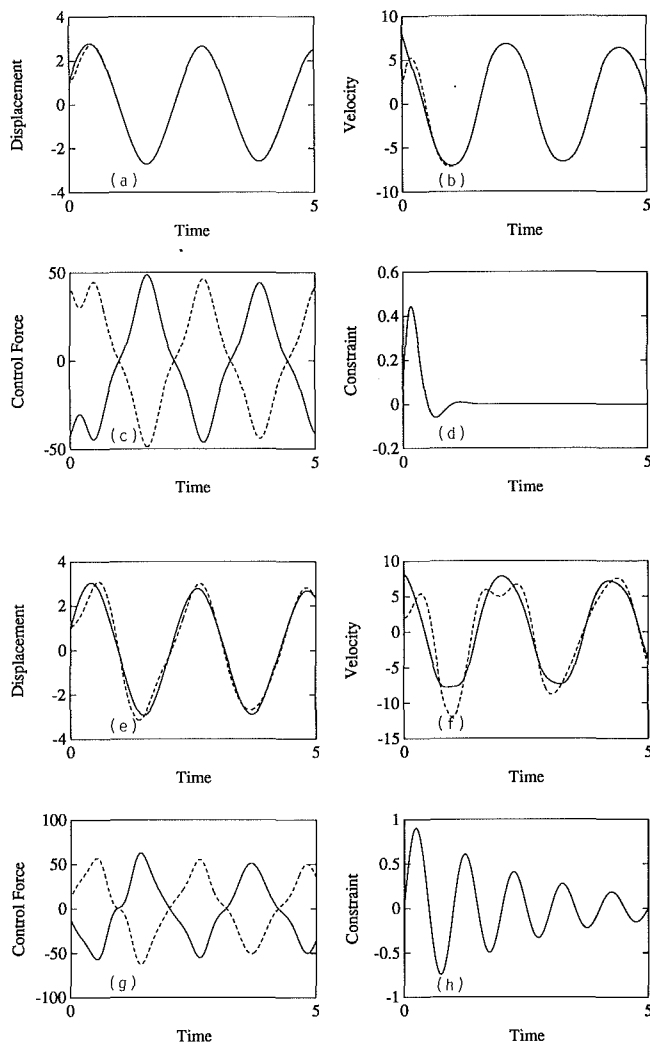 4
2
0
-2
-4
Displacement
(a)
0
5
Time
10
5
0
-5
-10
Velocity
(b)
0
5
Time
50
0
-50
Control Force
(c)
0
5
Time
0.6
0.4
0.2
0
-0.2
Constraint
(d)
0
5
Time
4
2
0
-2
-4
Displacement
(e)
0
5
Time
10
5
0
-5
-10
-15
Velocity
(f)
0
5
Time
100
50
0
-50
-100
Control Force
(g)
0
5
Time
1
0.5
0
-0.5
-1
Constraint
(h)
0
5
Time